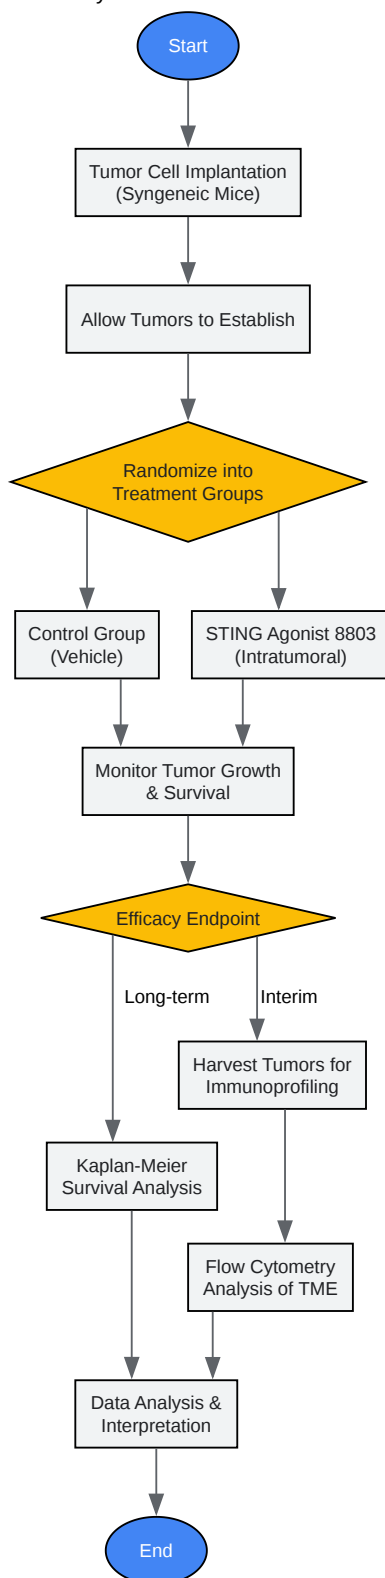 Start
Tumor Cell Implantation
(Syngeneic Mice)
Allow Tumors to Establish
Randomize into
Treatment Groups
Control Group
(Vehicle)
STING Agonist 8803
(Intratumoral)
Monitor Tumor Growth
& Survival
Efficacy Endpoint
Long-term
Interim
Harvest Tumors for
Immunoprofiling
Kaplan-Meier
Survival Analysis
Flow Cytometry
Analysis of TME
Data Analysis &
Interpretation
End